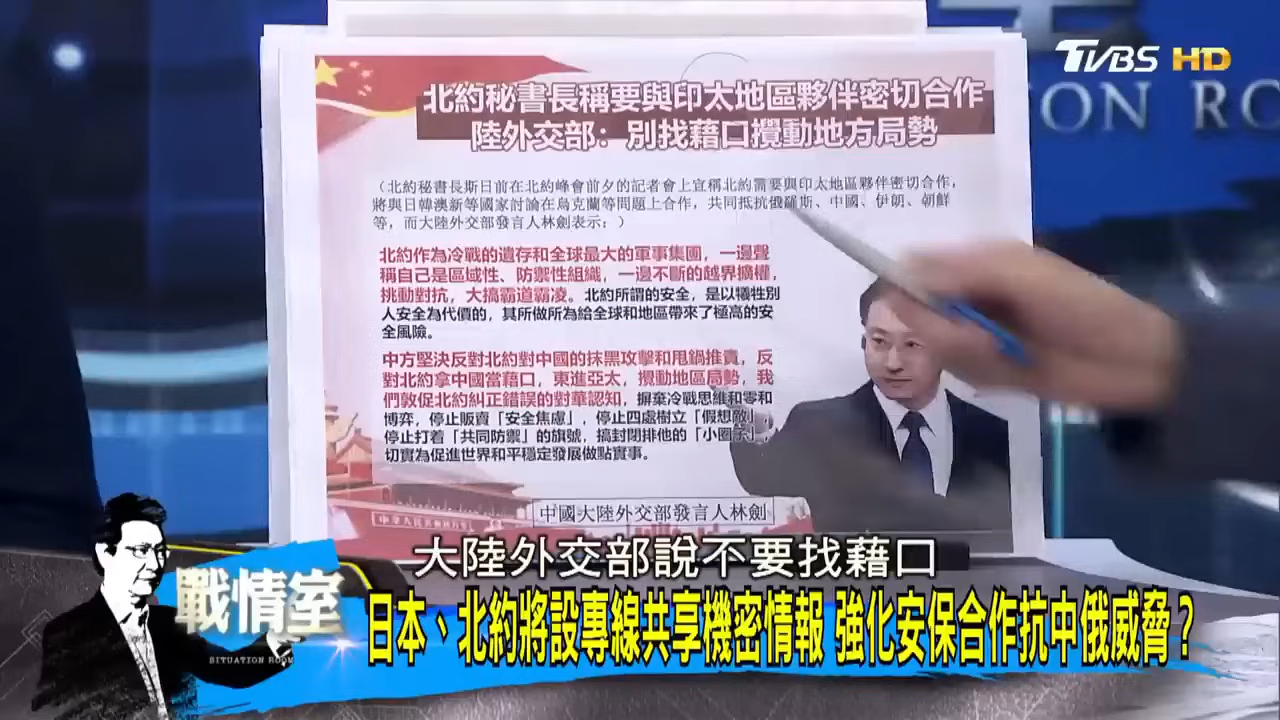 TVBS HD
ON RO
北約秘書長稱要與印太地區夥伴密切合作
陸外交部：別找藉口攪動地方局勢
（北約秘書長斯日前在北約峰會前夕的記者會上宣稱北約需要與印太地區夥伴密切合作，
將與日韓澳新等國家討論在烏克蘭等問題上合作，共同抵抗俄羅斯、中國、伊朗、朝鮮
等，而大陸外交部發言人林劍表示：）
北約作為冷戰的遺存和全球最大的軍事集團，一邊聲
稱自己是區域性、防禦性組織，一邊不斷的越界擴權，
挑動對抗，大搞霸道霸凌。北約所謂的安全，是以犧牲別
人安全為代價的，其所做所為給全球和地區帶來了極高的安
全風險。
中方堅決反對北約對中國的抹黑攻擊和甩鍋推責，反
對北約拿中國當藉口，東進亞太，攪動地區局勢，我
們敦促北約糾正錯誤的對華認知，摒棄冷戰思維和零和
博弈，停止販賣「安全焦慮」，停止四處樹立「假想敵」，
停止打着「共同防禦」的旗號，搞封閉排他的「小圈子」，
切實為促進世界和平穩定發展做點實事。
中國大陸外交部發言人林劍
大陸外交部說不要找藉口
戰情室
SITUATION ROOM
日本、北約將設專線共享機密情報 強化安保合作抗中俄威脅？